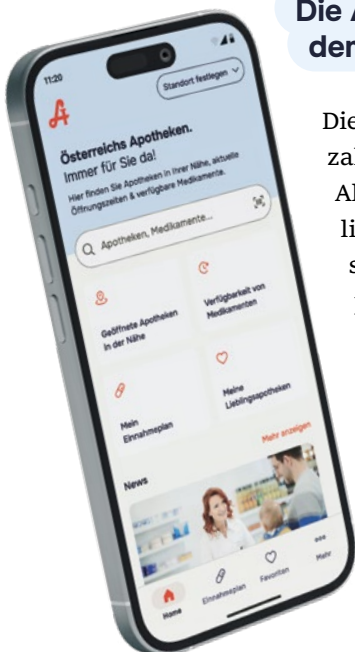 Die
der
Die
zal
Al
li
s
11:20
Standort festlegen
Österreichs Apotheken.
Immer für Sie da!
Hier finden Sie Apotheken in Ihrer Nähe, aktuelle
Öffnungszeiten & verfügbare Medikamente.
Apotheken, Medikamente...
Geöffnete Apotheken
in der Nähe
Verfügbarkeit von
Medikamenten
Mein
Einnahmeplan
Meine
Lieblingsapotheken
Mehr anzeigen
News
Home
Einnahmeplan
Favoriten
Mehr